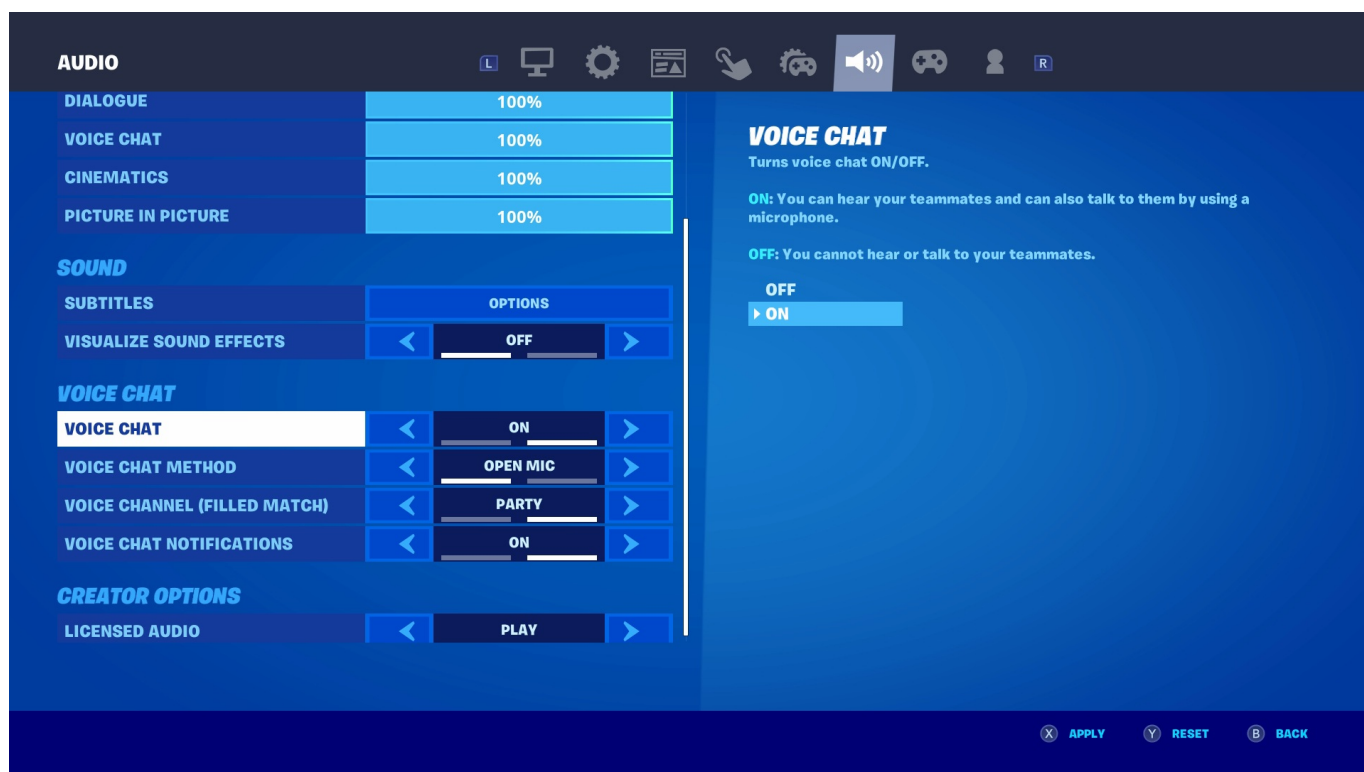 AUDIO
L
R
DIALOGUE 100%
VOICE CHAT 100%
CINEMATICS 100%
PICTURE IN PICTURE 100%
SOUND
SUBTITLES OPTIONS
VISUALIZE SOUND EFFECTS OFF
VOICE CHAT
VOICE CHAT ON
VOICE CHAT METHOD OPEN MIC
VOICE CHANNEL (FILLED MATCH) PARTY
VOICE CHAT NOTIFICATIONS ON
CREATOR OPTIONS
LICENSED AUDIO PLAY
VOICE CHAT
Turns voice chat ON/OFF.
ON: You can hear your teammates and can also talk to them by using a
microphone.
OFF: You cannot hear or talk to your teammates.
OFF
ON
X APPLY Y RESET B BACK